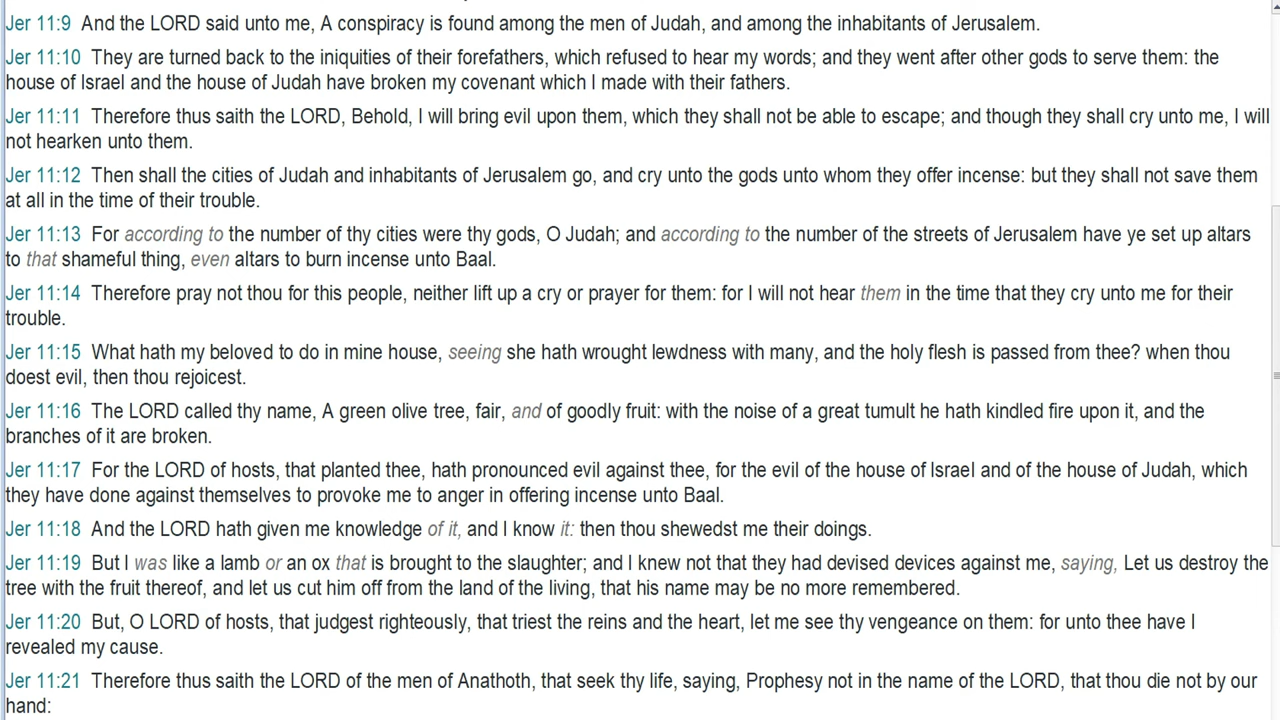 Jer 11:9 And the LORD said unto me, A conspiracy is found among the men of Judah, and among the inhabitants of Jerusalem.
Jer 11:10 They are turned back to the iniquities of their forefathers, which refused to hear my words; and they went after other gods to serve them: the
house of Israel and the house of Judah have broken my covenant which I made with their fathers.
Jer 11:11 Therefore thus saith the LORD, Behold, I will bring evil upon them, which they shall not be able to escape; and though they shall cry unto me, I will
not hearken unto them.
Jer 11:12 Then shall the cities of Judah and inhabitants of Jerusalem go, and cry unto the gods unto whom they offer incense: but they shall not save them
at all in the time of their trouble.
Jer 11:13 For according to the number of thy cities were thy gods, O Judah; and according to the number of the streets of Jerusalem have ye set up altars
to that shameful thing, even altars to burn incense unto Baal.
Jer 11:14 Therefore pray not thou for this people, neither lift up a cry or prayer for them: for I will not hear them in the time that they cry unto me for their
trouble.
Jer 11:15 What hath my beloved to do in mine house, seeing she hath wrought lewdness with many, and the holy flesh is passed from thee? when thou
doest evil, then thou rejoicest.
Jer 11:16 The LORD called thy name, A green olive tree, fair, and of goodly fruit: with the noise of a great tumult he hath kindled fire upon it, and the
branches of it are broken.
Jer 11:17 For the LORD of hosts, that planted thee, hath pronounced evil against thee, for the evil of the house of Israel and of the house of Judah, which
they have done against themselves to provoke me to anger in offering incense unto Baal.
Jer 11:18 And the LORD hath given me knowledge of it, and I know it: then thou shewedst me their doings.
Jer 11:19 But I was like a lamb or an ox that is brought to the slaughter; and I knew not that they had devised devices against me, saying, Let us destroy the
tree with the fruit thereof, and let us cut him off from the land of the living, that his name may be no more remembered.
Jer 11:20 But, O LORD of hosts, that judgest righteously, that triest the reins and the heart, let me see thy vengeance on them: for unto thee have I
revealed my cause.
Jer 11:21 Therefore thus saith the LORD of the men of Anathoth, that seek thy life, saying, Prophesy not in the name of the LORD, that thou die not by our
hand: